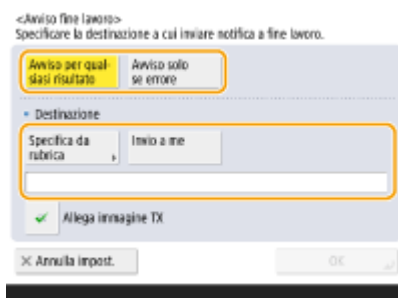 <Avviso fine lavoro>
Specificare la destinazione a cui inviare notifica a fine lavoro.
Avviso per qual-
siasi risultato
Avviso solo
se errore
• Destinazione
Specifica da
rubrica
Invio a me
Allega immagine TX
× Annulla impost.
OK